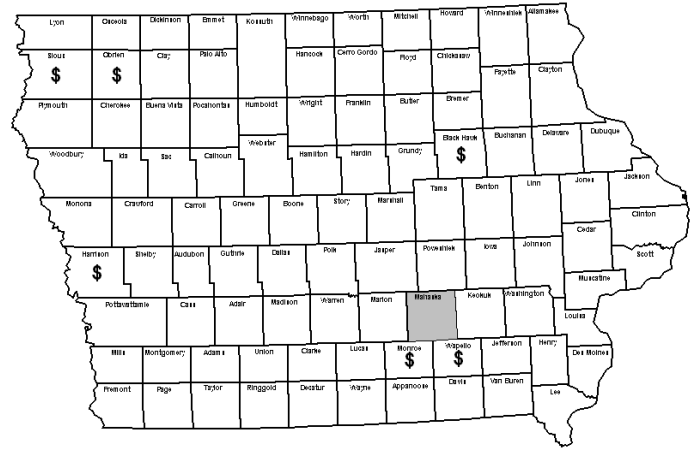 Lyon Osceola Dickinson Emmet Kossuth Winnebago Worth Mitchell Howard Winneshiek Allamakee
Sioux Obrien Clay Palo Alto Hancock Cerro Gordo Floyd Chickasaw
$ $
Fayette Clayton
Plymouth Cherokee Buena Vista Pocahontas Humboldt Wright Franklin Butler Bremer
Webster Black Hawk Buchanan Delaware Dubuque
$
Woodbury Ida Sac Calhoun Hamilton Hardin Grundy
Tama Benton Linn Jones Jackson
Monona Crawford Carroll Greene Boone Story Marshall
Clinton
Cedar
Harrison Shelby Audubon Guthrie Dallas Polk Jasper Poweshiek Iowa Johnson Scott
$
Muscatine
Pottavattamie Cass Adair Madison Warren Marion Mahaska Keokuk Washington
Louisa
Mills Montgomery Adams Union Clarke Lucas Monroe Wapello Jefferson Henry Des Moines
$ $
Fremont Page Taylor Ringgold Decatur Wayne Appanoose Davis Van Buren
Lee